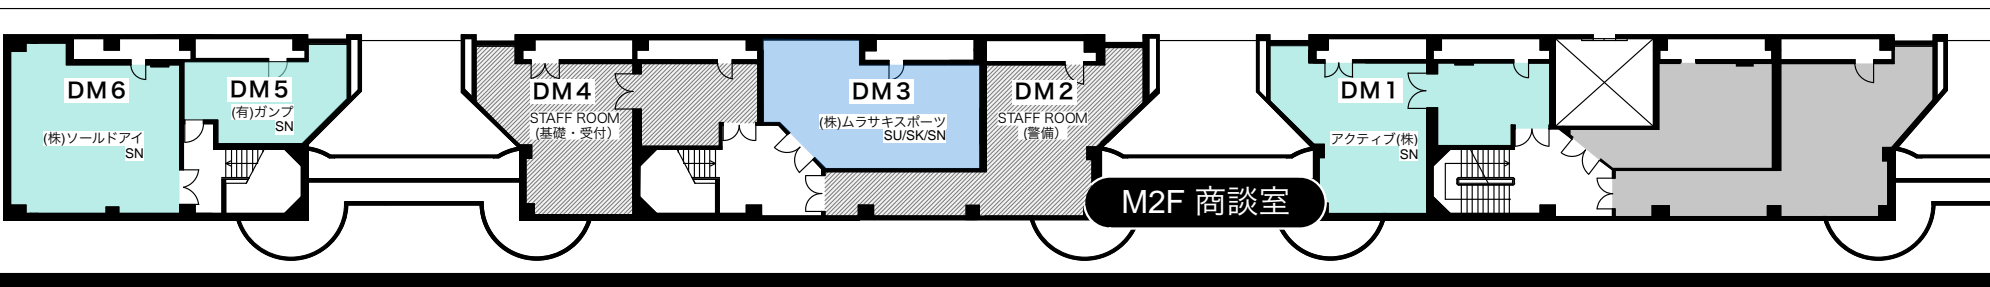 DM6
(株)ソールドアイ
SN
DM5
(有)ガンプ
SN
DM4
STAFF ROOM
(基礎・受付)
DM3
(株)ムラサキスポーツ
SU/SK/SN
DM2
STAFF ROOM
(警備)
DM1
アクティブ(株)
SN
M2F 商談室